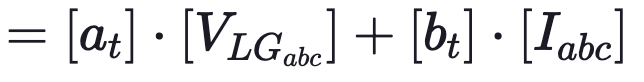 = [a_t] · [V_{LG_{abc}}] + [b_t] · [I_{abc}]